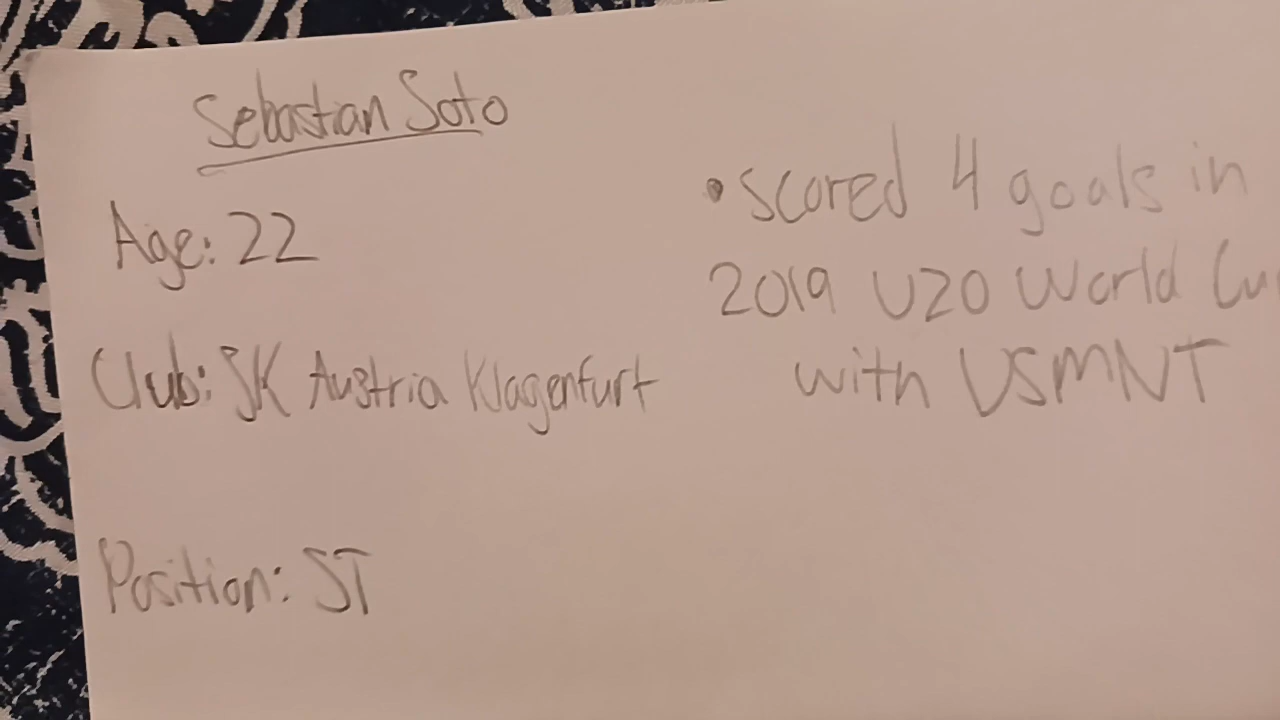 Sebastian Soto
Age: 22
Club: SK Austria Klagenfurt
Position: ST
•scored 4 goals in
2019 U20 World Cu
with USMNT